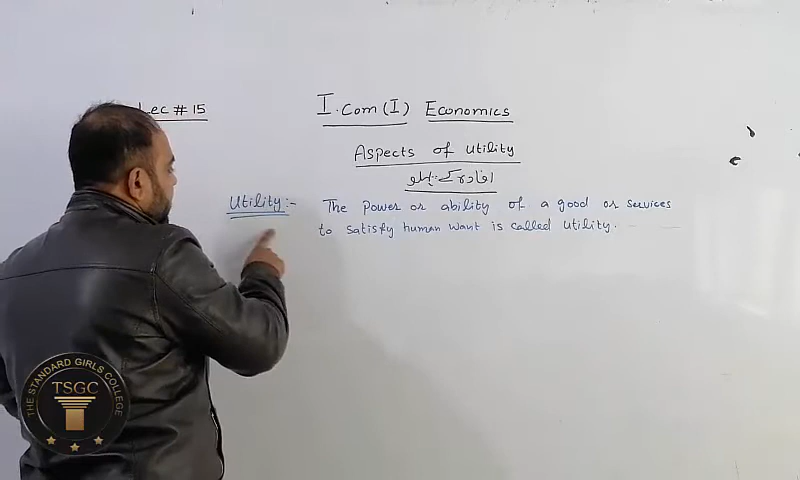 Lec # 15
I.Com (I) Economics
Aspects of utility
افادہ کے پہلو
Utility:- The Power or ability of a good or services
to satisfy human want is called utility.
THE STANDARD GIRLS COLLEGE
TSGC